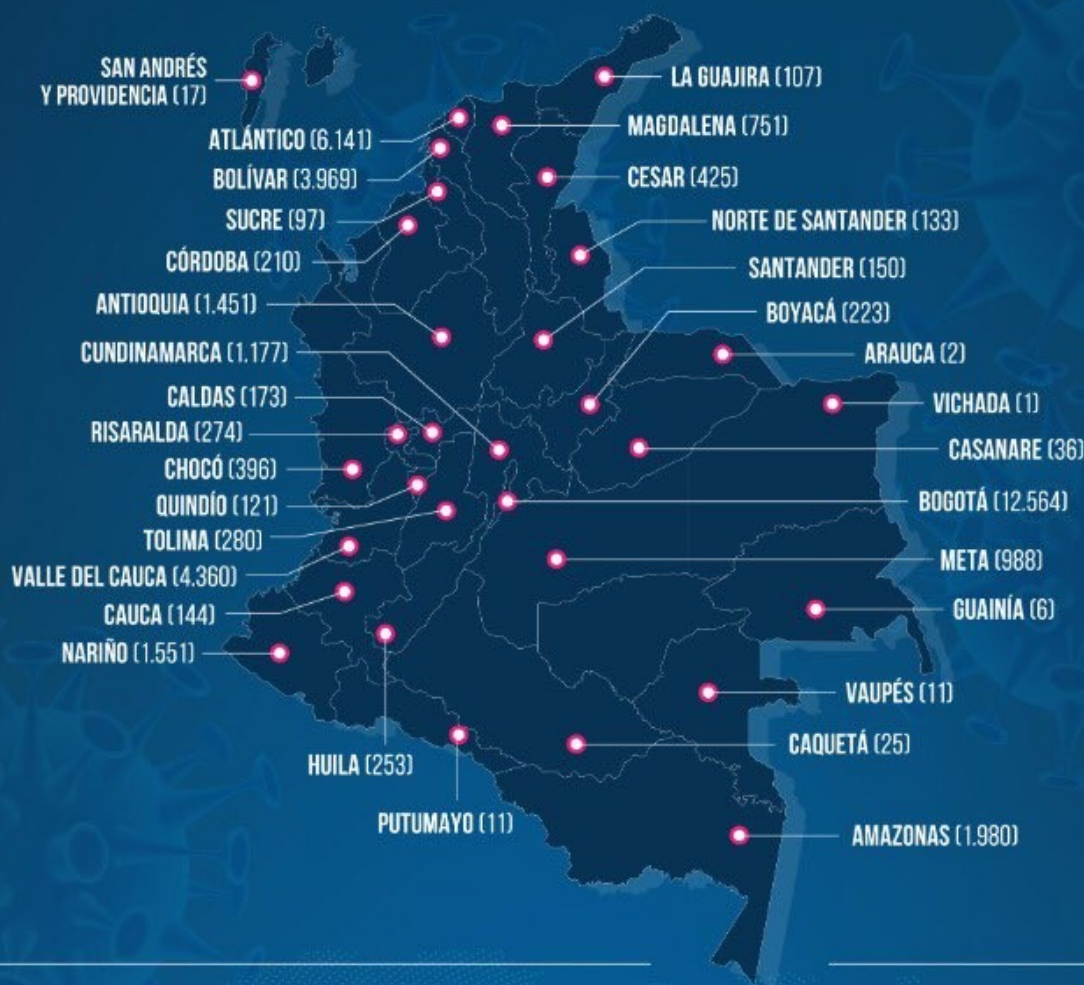 SAN ANDRÉS
Y PROVIDENCIA (17)
ATLÁNTICO (6.141)
BOLÍVAR (3.969)
SUCRE (97)
CÓRDOBA (210)
ANTIOQUIA (1.451)
CUNDINAMARCA (1.177)
CALDAS (173)
RISARALDA (274)
CHOCÓ (396)
QUINDÍO (121)
TOLIMA (280)
VALLE DEL CAUCA (4.360)
CAUCA (144)
NARIÑO (1.551)
HUILA (253)
PUTUMAYO (11)
LA GUAJIRA (107)
MAGDALENA (751)
CESAR (425)
NORTE DE SANTANDER (133)
SANTANDER (150)
BOYACÁ (223)
ARAUCA (2)
VICHADA (1)
CASANARE (36)
BOGOTÁ (12.564)
META (988)
GUAINÍA (6)
VAUPÉS (11)
CAQUETÁ (25)
AMAZONAS (1.980)